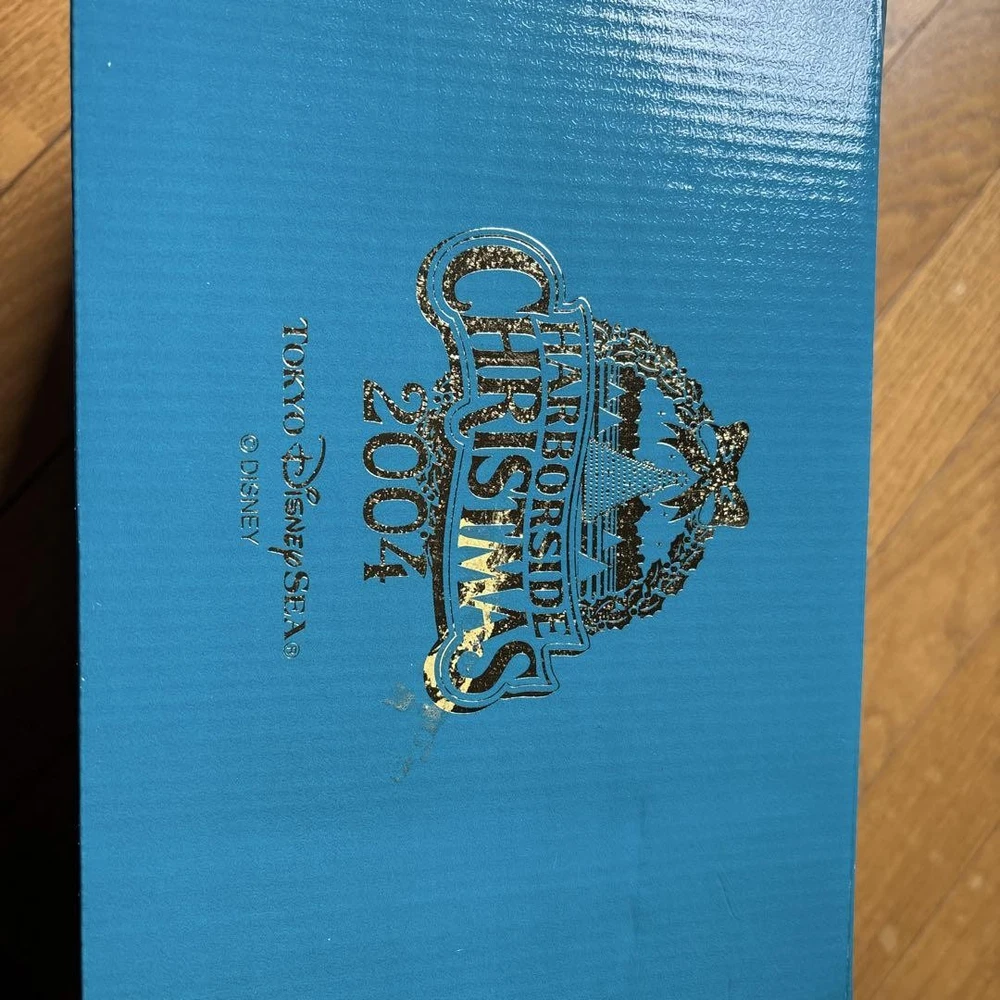 HARBORSIDE
CHRISTMAS
2004
TOKYO DISNEYSEA®
© DISNEY